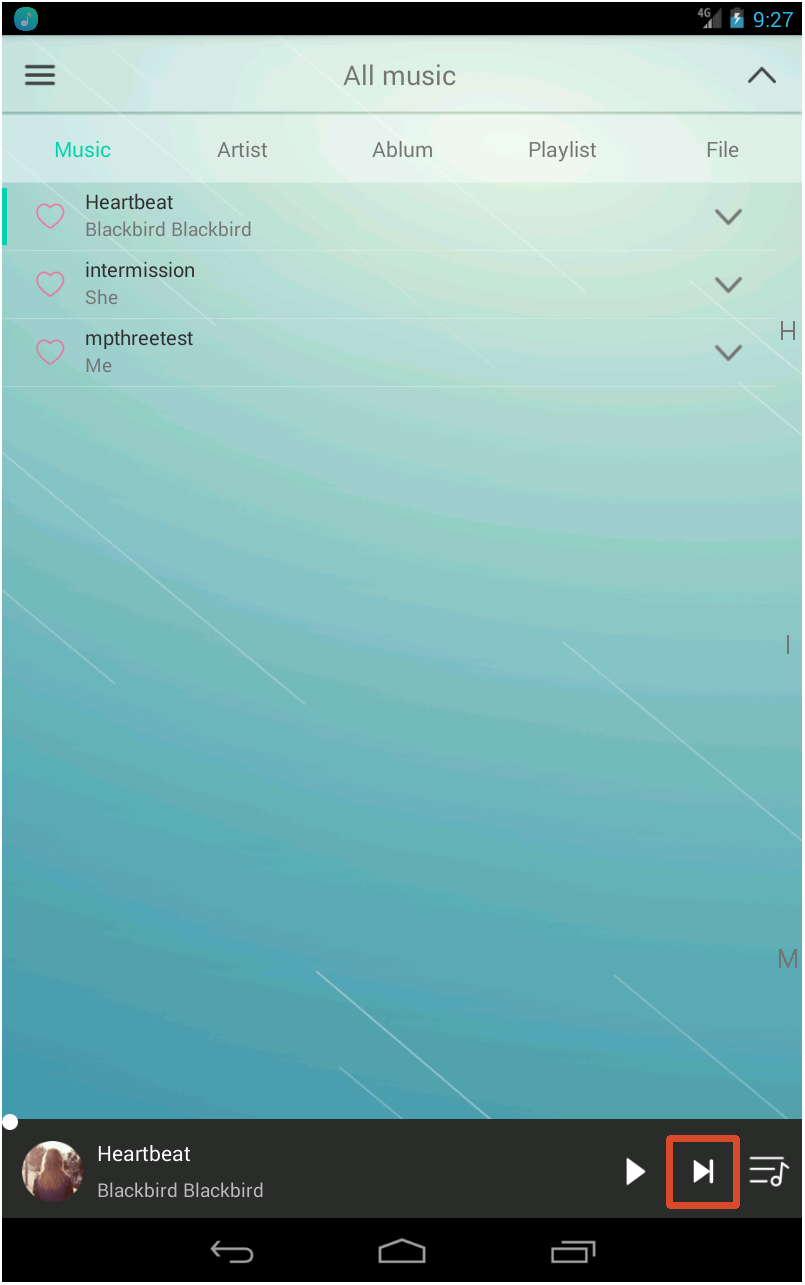 4G 9:27
All music
Music Artist Ablum Playlist File
Heartbeat
Blackbird Blackbird
intermission
She
mpthreetest
Me
H
I
M
Heartbeat
Blackbird Blackbird